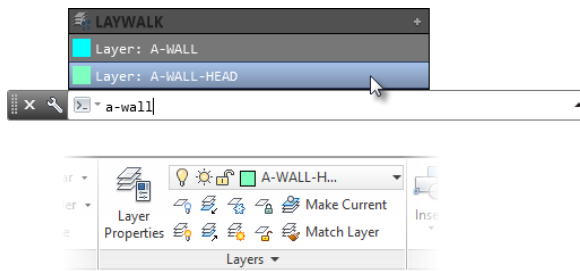 LAYWALK
Layer: A-WALL
Layer: A-WALL-HEAD
a-wall
A-WALL-H...
Make Current
Layer
Properties
Match Layer
Layers